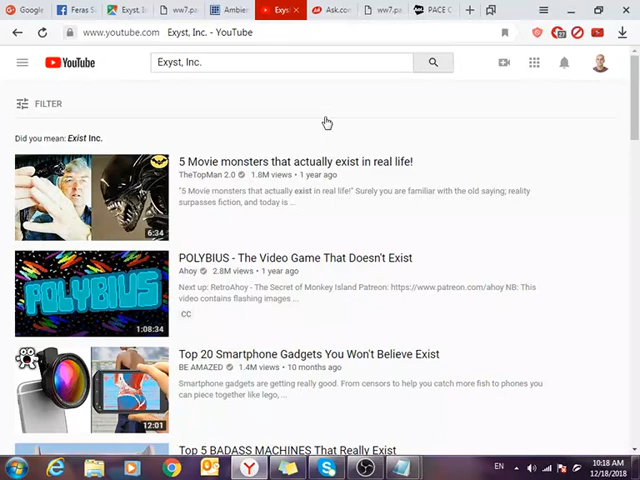 Google
Feras S
Exyst, In
ww7.pa
Ambien
Exys
Ask.con
ww7.pa
PACE C
www.youtube.com Exyst, Inc. - YouTube
YouTube
Exyst, Inc.
FILTER
Did you mean: Exist Inc.
5 Movie monsters that actually exist in real life!
TheTopMan 2.0 1.8M views • 1 year ago
"5 Movie monsters that actually exist in real life!" Surely you are familiar with the old saying; reality
surpasses fiction, and today is ...
6:34
POLYBIUS - The Video Game That Doesn't Exist
Ahoy 2.8M views • 1 year ago
Next up: RetroAhoy - The Secret of Monkey Island Patreon: https://www.patreon.com/ahoy NB: This
video contains flashing images ...
CC
POLYBIUS
1:08:34
Top 20 Smartphone Gadgets You Won't Believe Exist
BE AMAZED 1.4M views • 10 months ago
Smartphone gadgets are getting really good. From censors to help you catch more fish to phones you
can piece together like lego, ...
12:01
Top 5 BADASS MACHINES That Really Exist
EN
10:18 AM
12/18/2018